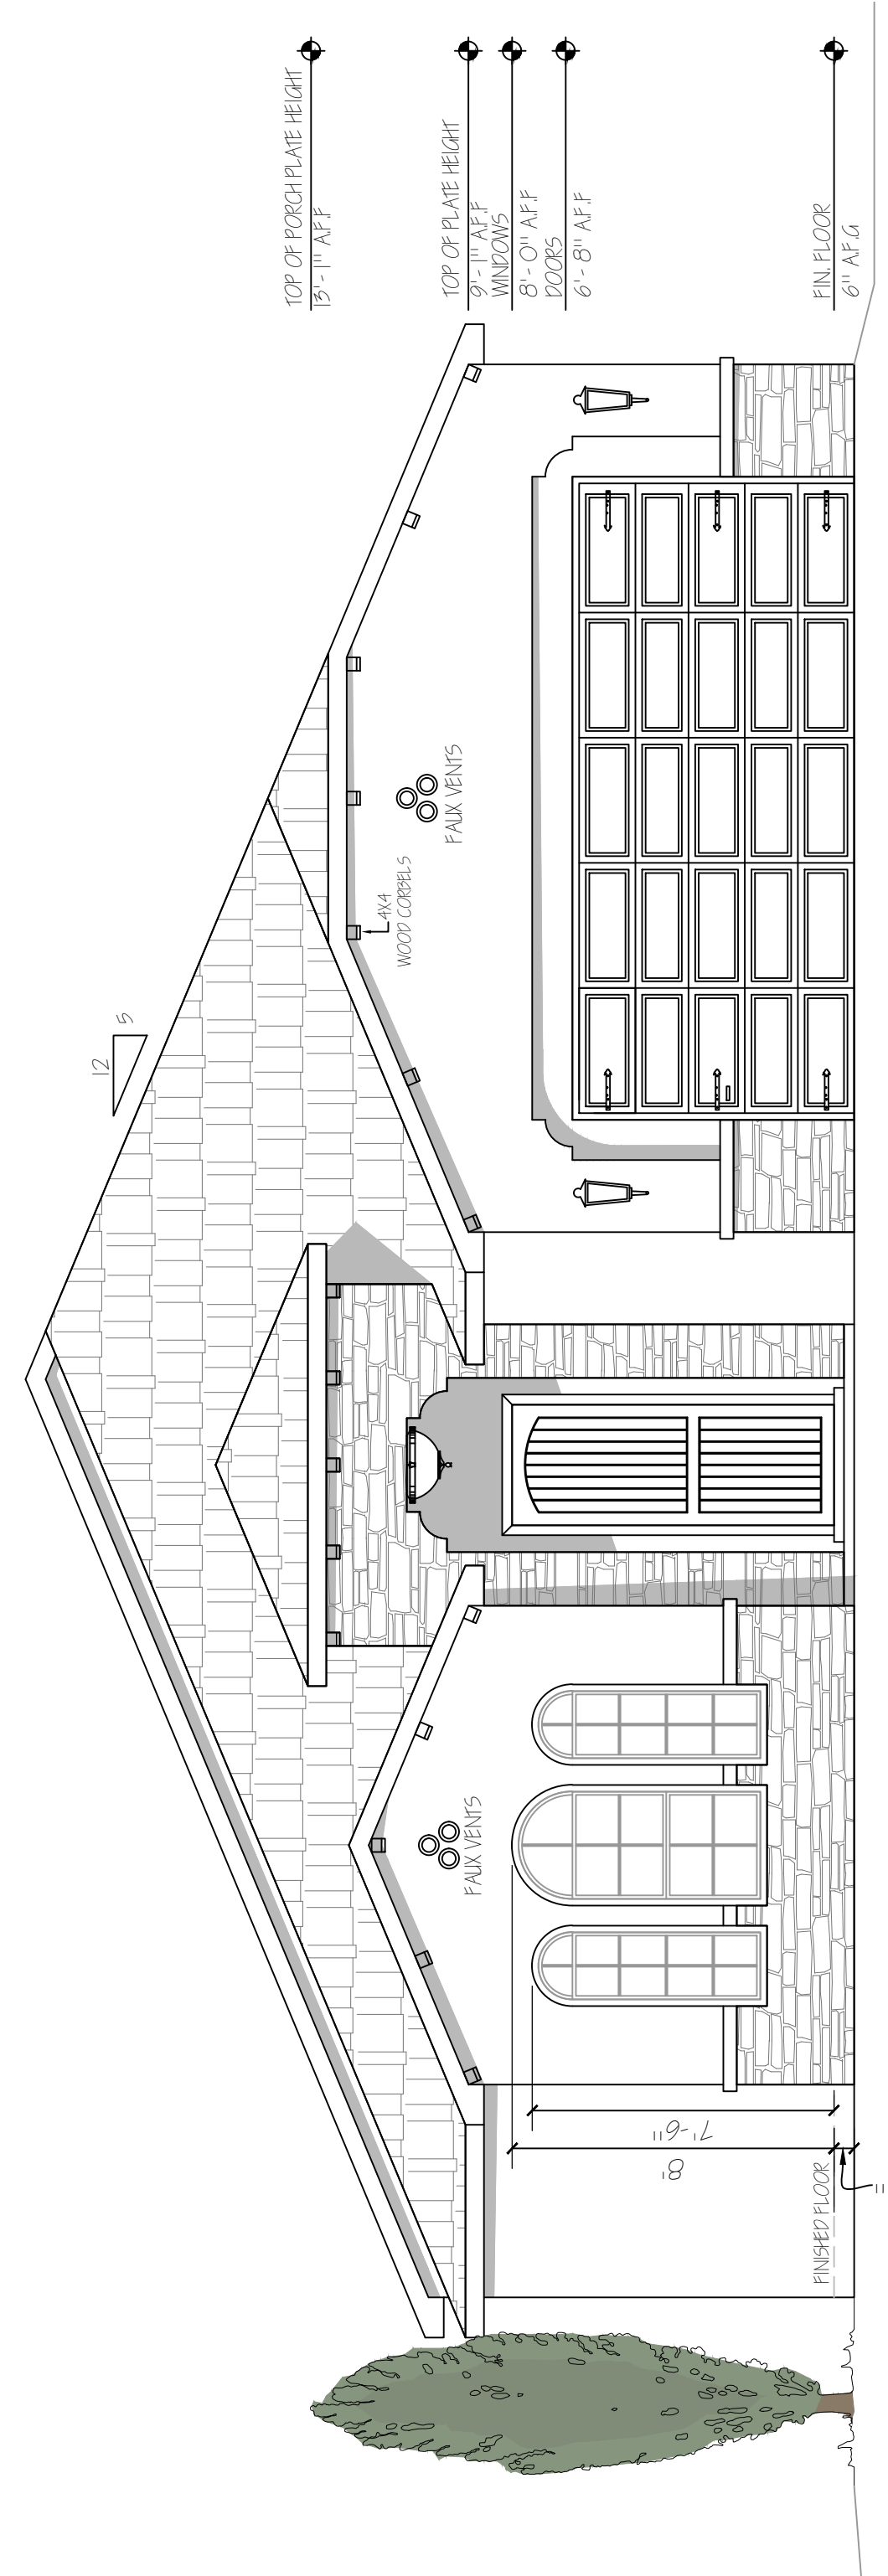 TOP OF PORCH PLATE HEIGHT
13'-1" A.F.F
TOP OF PLATE HEIGHT
9'-1" A.F.F
WINDOWS
8'-0" A.F.F
DOORS
6'-8" A.F.F
FIN. FLOOR
6" A.F.G
12
5
4X4
WOOD CORBELS
FAUX VENTS
FAUX VENTS
7'-6"
8'
FINISHED FLOOR